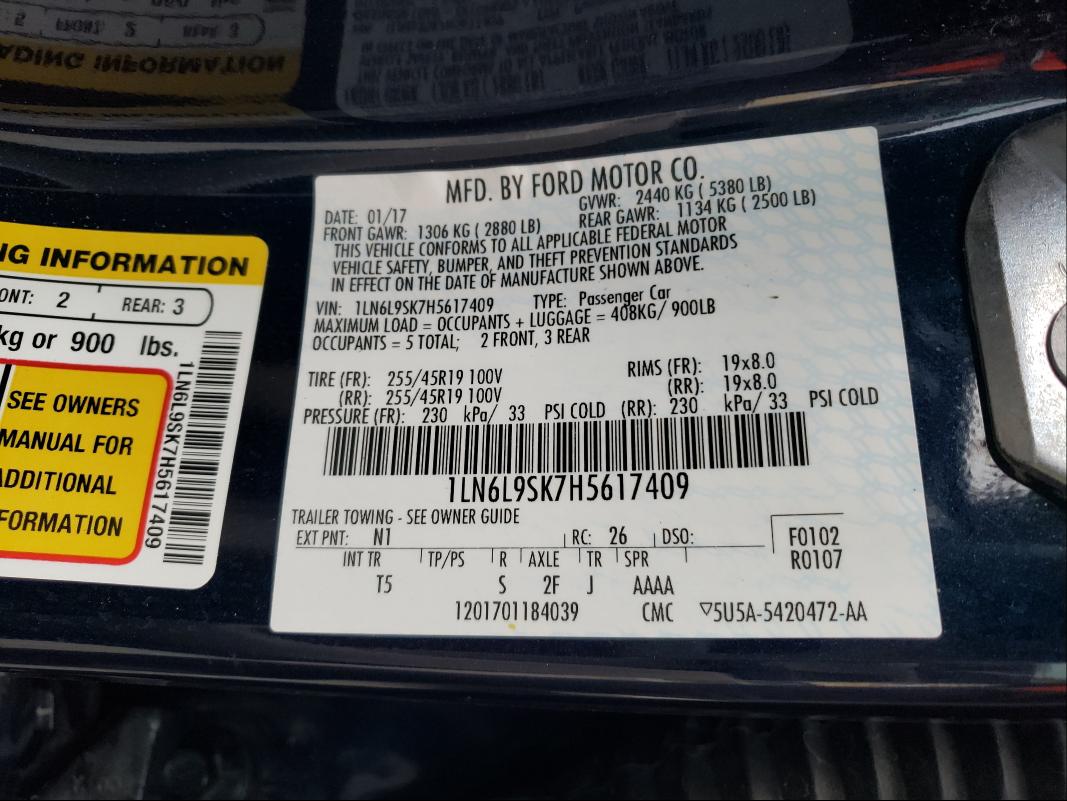 NG INFORMATION
ONT: 2 REAR: 3
kg or 900 lbs.
SEE OWNERS
MANUAL FOR
ADDITIONAL
FORMATION
1LN6L9SK7H5617409
MFD. BY FORD MOTOR CO.
DATE: 01/17 GVWR: 2440 KG ( 5380 LB)
FRONT GAWR: 1306 KG ( 2880 LB) REAR GAWR: 1134 KG ( 2500 LB)
THIS VEHICLE CONFORMS TO ALL APPLICABLE FEDERAL MOTOR
VEHICLE SAFETY, BUMPER, AND THEFT PREVENTION STANDARDS
IN EFFECT ON THE DATE OF MANUFACTURE SHOWN ABOVE.
VIN: 1LN6L9SK7H5617409 TYPE: Passenger Car
MAXIMUM LOAD = OCCUPANTS + LUGGAGE = 408KG/ 900LB
OCCUPANTS = 5 TOTAL; 2 FRONT, 3 REAR
TIRE (FR): 255/45R19 100V RIMS (FR): 19x8.0
(RR): 255/45R19 100V (RR): 19x8.0
PRESSURE (FR): 230 kPa/ 33 PSI COLD (RR): 230 kPa/ 33 PSI COLD
1LN6L9SK7H5617409
TRAILER TOWING - SEE OWNER GUIDE
EXT PNT: N1 RC: 26 DSO: F0102
INT TR TP/PS R AXLE TR SPR R0107
T5 S 2F J AAAA
1201701184039 CMC ▽5U5A-5420472-AA